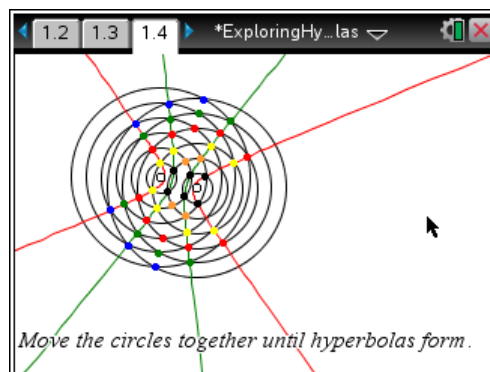 1.2 1.3 1.4 *ExploringHy…las
Move the circles together until hyperbolas form.